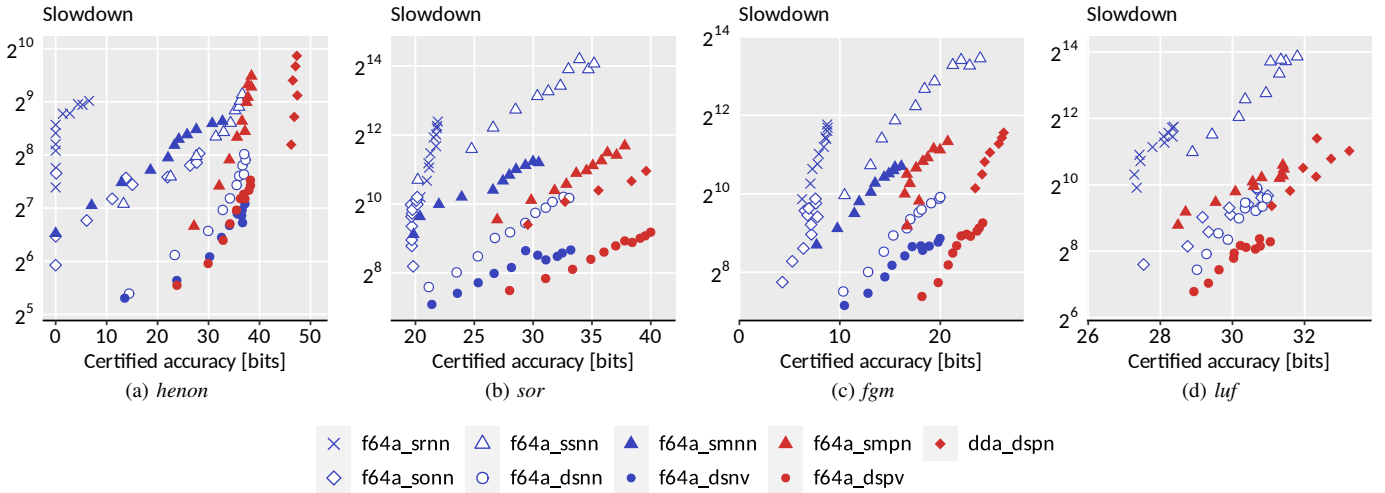 Slowdown
2^10
2^9
2^8
2^7
2^6
2^5
0 10 20 30 40 50
Certified accuracy [bits]
(a) henon
Slowdown
2^14
2^12
2^10
2^8
20 25 30 35 40
Certified accuracy [bits]
(b) sor
Slowdown
2^14
2^12
2^10
2^8
0 10 20
Certified accuracy [bits]
(c) fgm
Slowdown
2^14
2^12
2^10
2^8
2^6
26 28 30 32
Certified accuracy [bits]
(d) luf
f64a_srnn f64a_ssnn f64a_smnn f64a_smpn dda_dspn
f64a_sonn f64a_dsnn f64a_dsnv f64a_dspv